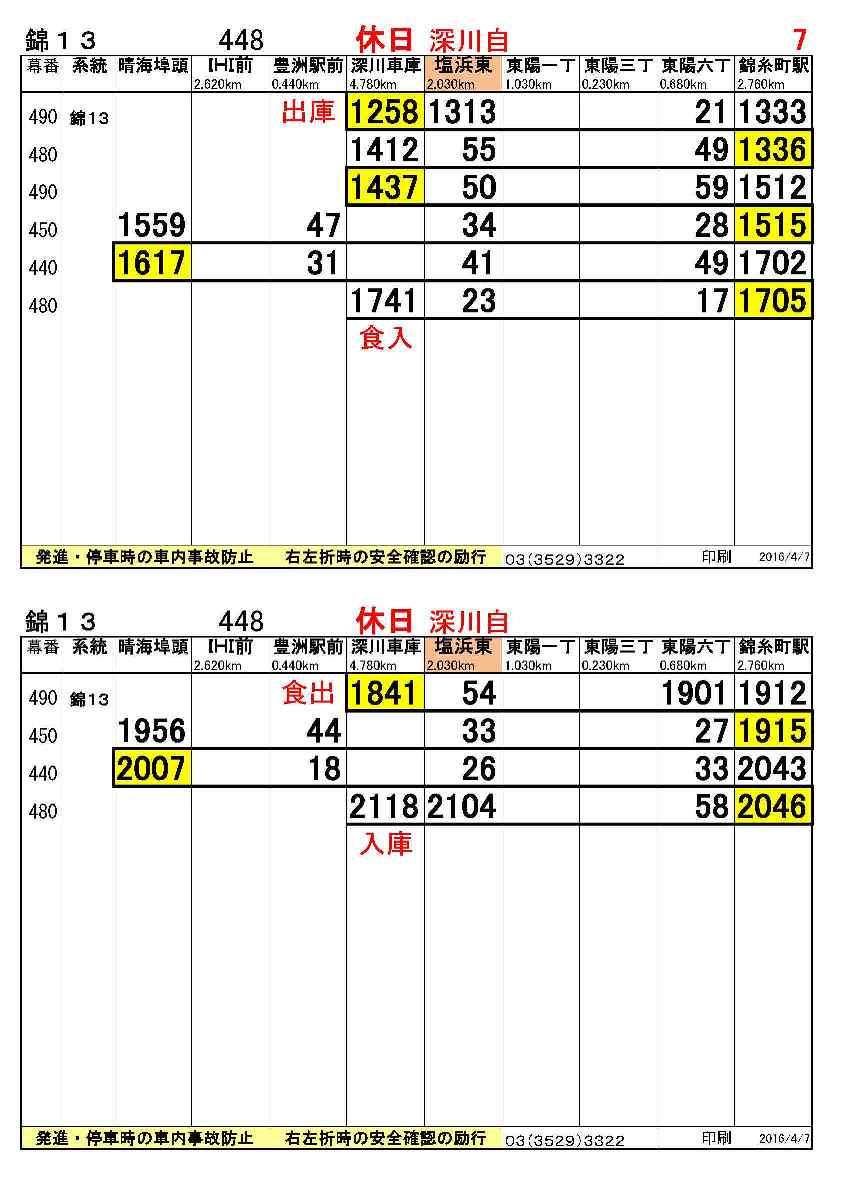 錦１３ 448 休日 深川自 7
幕番 系統 晴海埠頭 IHI前 豊洲駅前 深川車庫 塩浜東 東陽一丁 東陽三丁 東陽六丁 錦糸町駅
2.620km 0.440km 4.780km 2.030km 1.030km 0.230km 0.680km 2.760km
490 錦13 出庫 1258 1313 21 1333
480 1412 55 49 1336
490 1437 50 59 1512
450 1559 47 34 28 1515
440 1617 31 41 49 1702
480 1741 23 17 1705
食入
発進・停車時の車内事故防止 右左折時の安全確認の励行 03(3529)3322 印刷 2016/4/7
錦１３ 448 休日 深川自
幕番 系統 晴海埠頭 IHI前 豊洲駅前 深川車庫 塩浜東 東陽一丁 東陽三丁 東陽六丁 錦糸町駅
2.620km 0.440km 4.780km 2.030km 1.030km 0.230km 0.680km 2.760km
490 錦13 食出 1841 54 1901 1912
450 1956 44 33 27 1915
440 2007 18 26 33 2043
480 2118 2104 58 2046
入庫
発進・停車時の車内事故防止 右左折時の安全確認の励行 03(3529)3322 印刷 2016/4/7